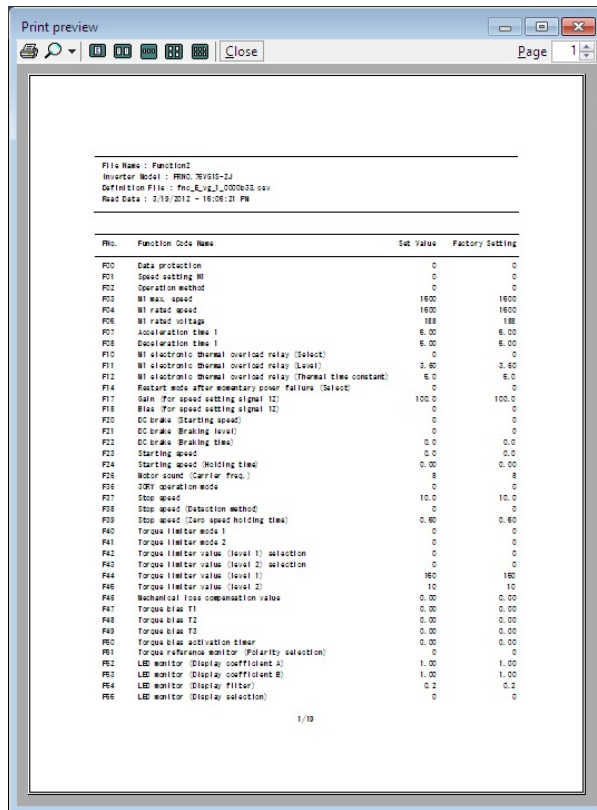 Print preview
Close
Page 1
File Name : Function2
Inverter Model : FRN0.75VG1S-2J
Definition File : fnc_E_vg_1_0000b33.csv
Read Data : 3/19/2012 - PM
FNo. Function Code Name Set Value Factory Setting
F00 Data protection 0 0
F01 Speed setting N1 0 0
F02 Operation method 0 0
F03 M1 max. speed 1500 1500
F04 M1 rated speed 1500 1500
F05 M1 rated voltage 188 188
F07 Acceleration time 1 5.00 5.00
F08 Deceleration time 1 5.00 5.00
F10 M1 electronic thermal overload relay (Select) 0 0
F11 M1 electronic thermal overload relay (Level)
F12 M1 electronic thermal overload relay (Thermal time constant) 5.0 5.0
F14 Restart mode after momentary power failure (Select) 0 0
F17 Gain (for speed setting signal 12) 100.0 100.0
F18 Bias (for speed setting signal 12) 0 0
F20 DC brake (Starting speed) 0 0
F21 DC brake (Braking level) 0 0
F22 DC brake (Braking time) 0.0 0.0
F23 Starting speed 0.0 0.0
F24 Starting speed (Holding time) 0.00 0.00
F26 Motor sound (Carrier freq.) 8 8
F36 30RY operation mode 0 0
F37 Stop speed 10.0 10.0
F38 Stop speed (Detection method) 0 0
F39 Stop speed (Zero speed holding time) 0.50 0.50
F40 Torque limiter mode 1 0 0
F41 Torque limiter mode 2 0 0
F42 Torque limiter value (level 1) selection 0 0
F43 Torque limiter value (level 2) selection 0 0
F44 Torque limiter value (level 1) 150 150
F45 Torque limiter value (level 2) 10 10
F46 Mechanical loss compensation value 0.00 0.00
F47 Torque bias T1 0.00 0.00
F48 Torque bias T2 0.00 0.00
F49 Torque bias T3 0.00 0.00
F50 Torque bias activation timer 0.00 0.00
F51 Torque reference monitor (Polarity selection) 0 0
F52 LED monitor (Display coefficient A) 1.00 1.00
F53 LED monitor (Display coefficient B) 1.00 1.00
F54 LED monitor (Display filter) 0.2 0.2
F55 LED monitor (Display selection) 0 0
1/19